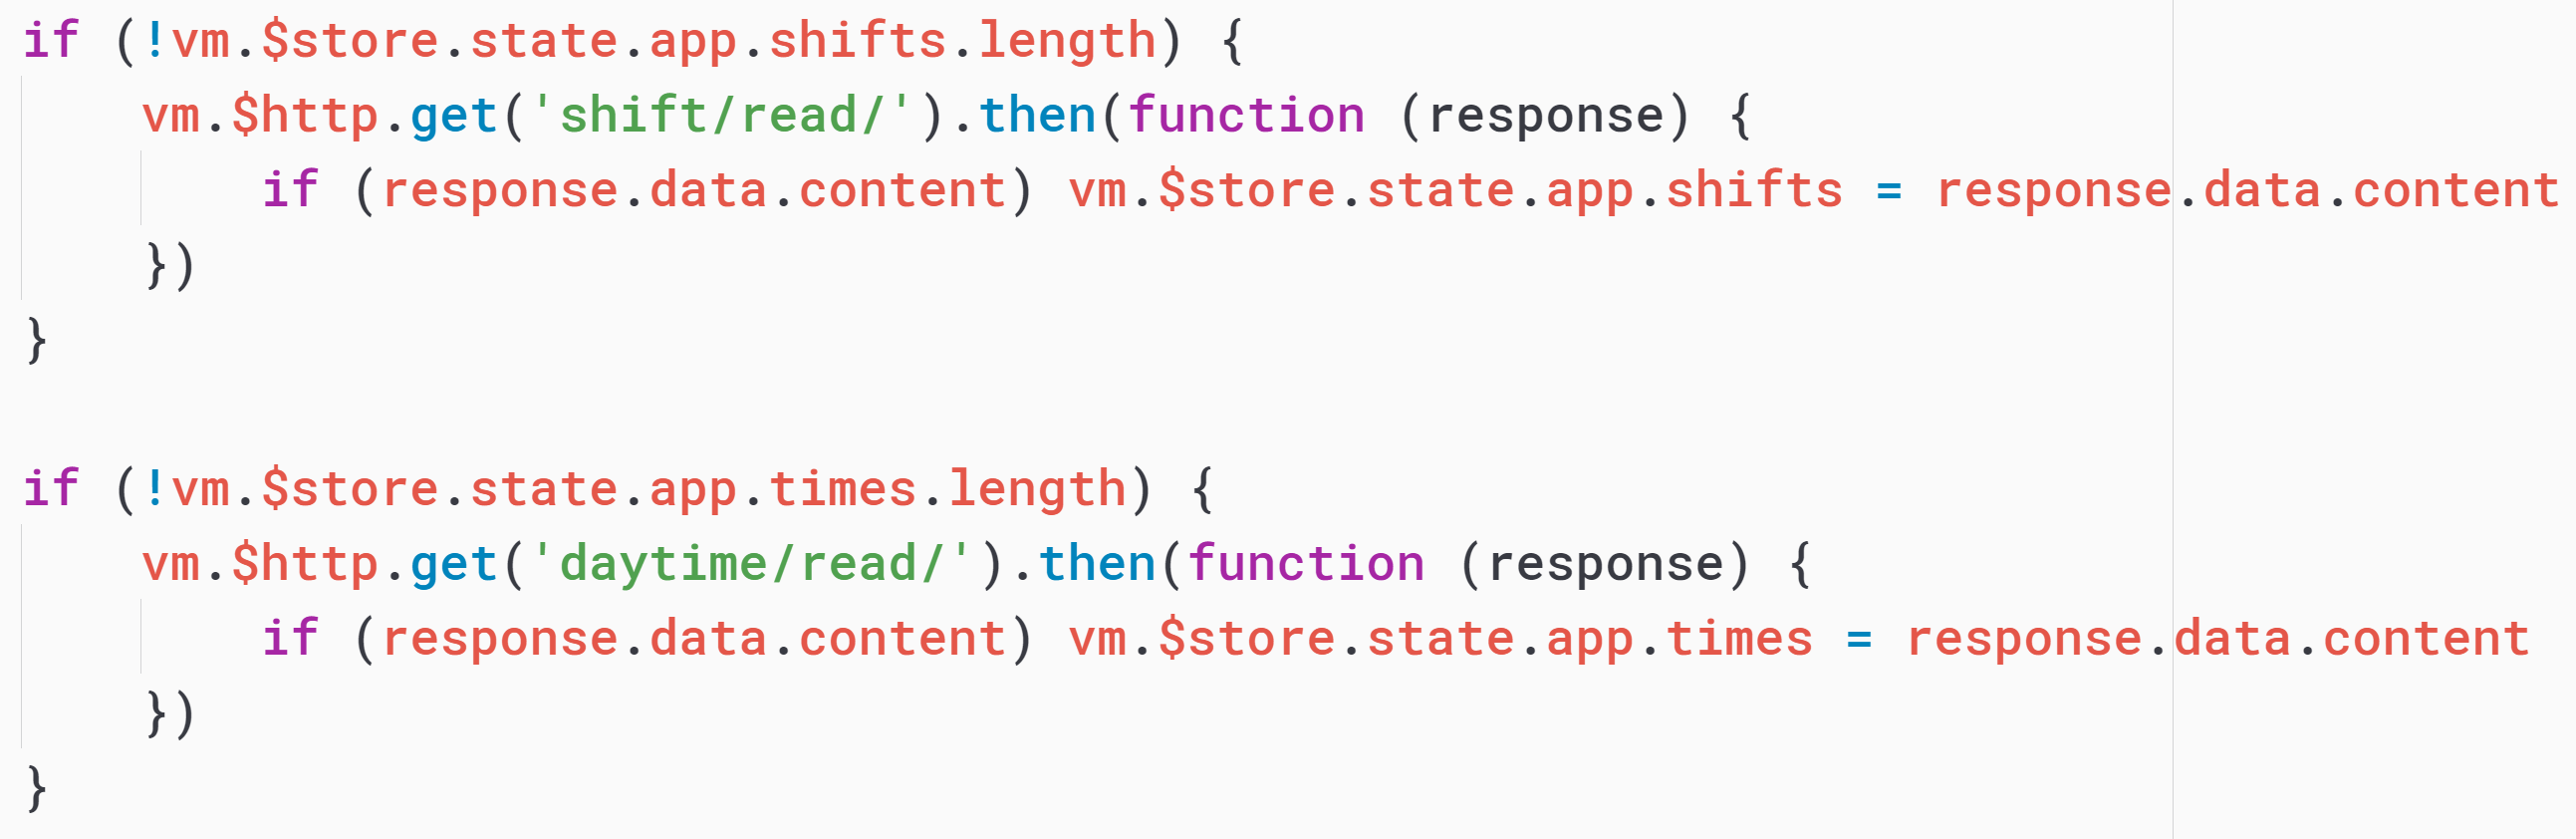 if (!vm.$store.state.app.shifts.length) {
    vm.$http.get('shift/read/').then(function (response) {
        if (response.data.content) vm.$store.state.app.shifts = response.data.content
    })
}

if (!vm.$store.state.app.times.length) {
    vm.$http.get('daytime/read/').then(function (response) {
        if (response.data.content) vm.$store.state.app.times = response.data.content
    })
}